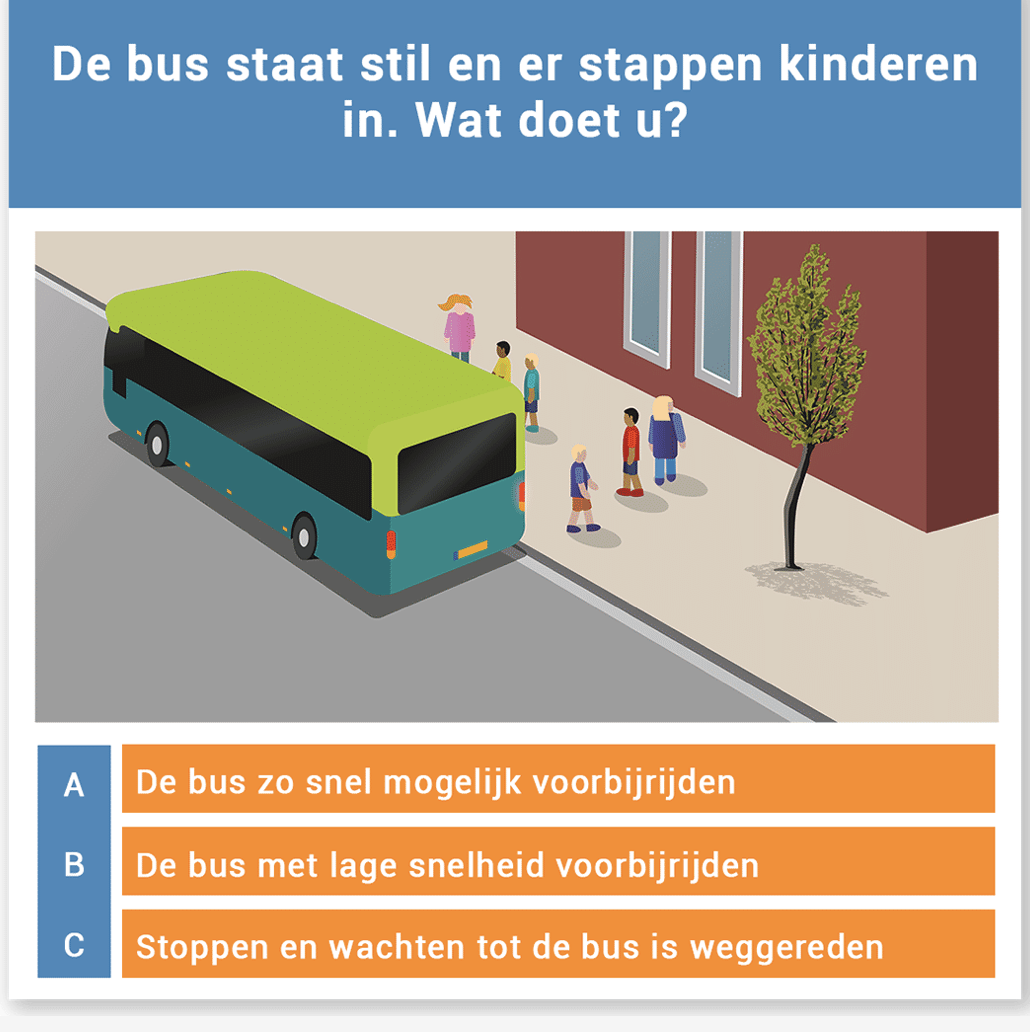 De bus staat stil en er stappen kinderen
in. Wat doet u?
A De bus zo snel mogelijk voorbijrijden
B De bus met lage snelheid voorbijrijden
C Stoppen en wachten tot de bus is weggereden